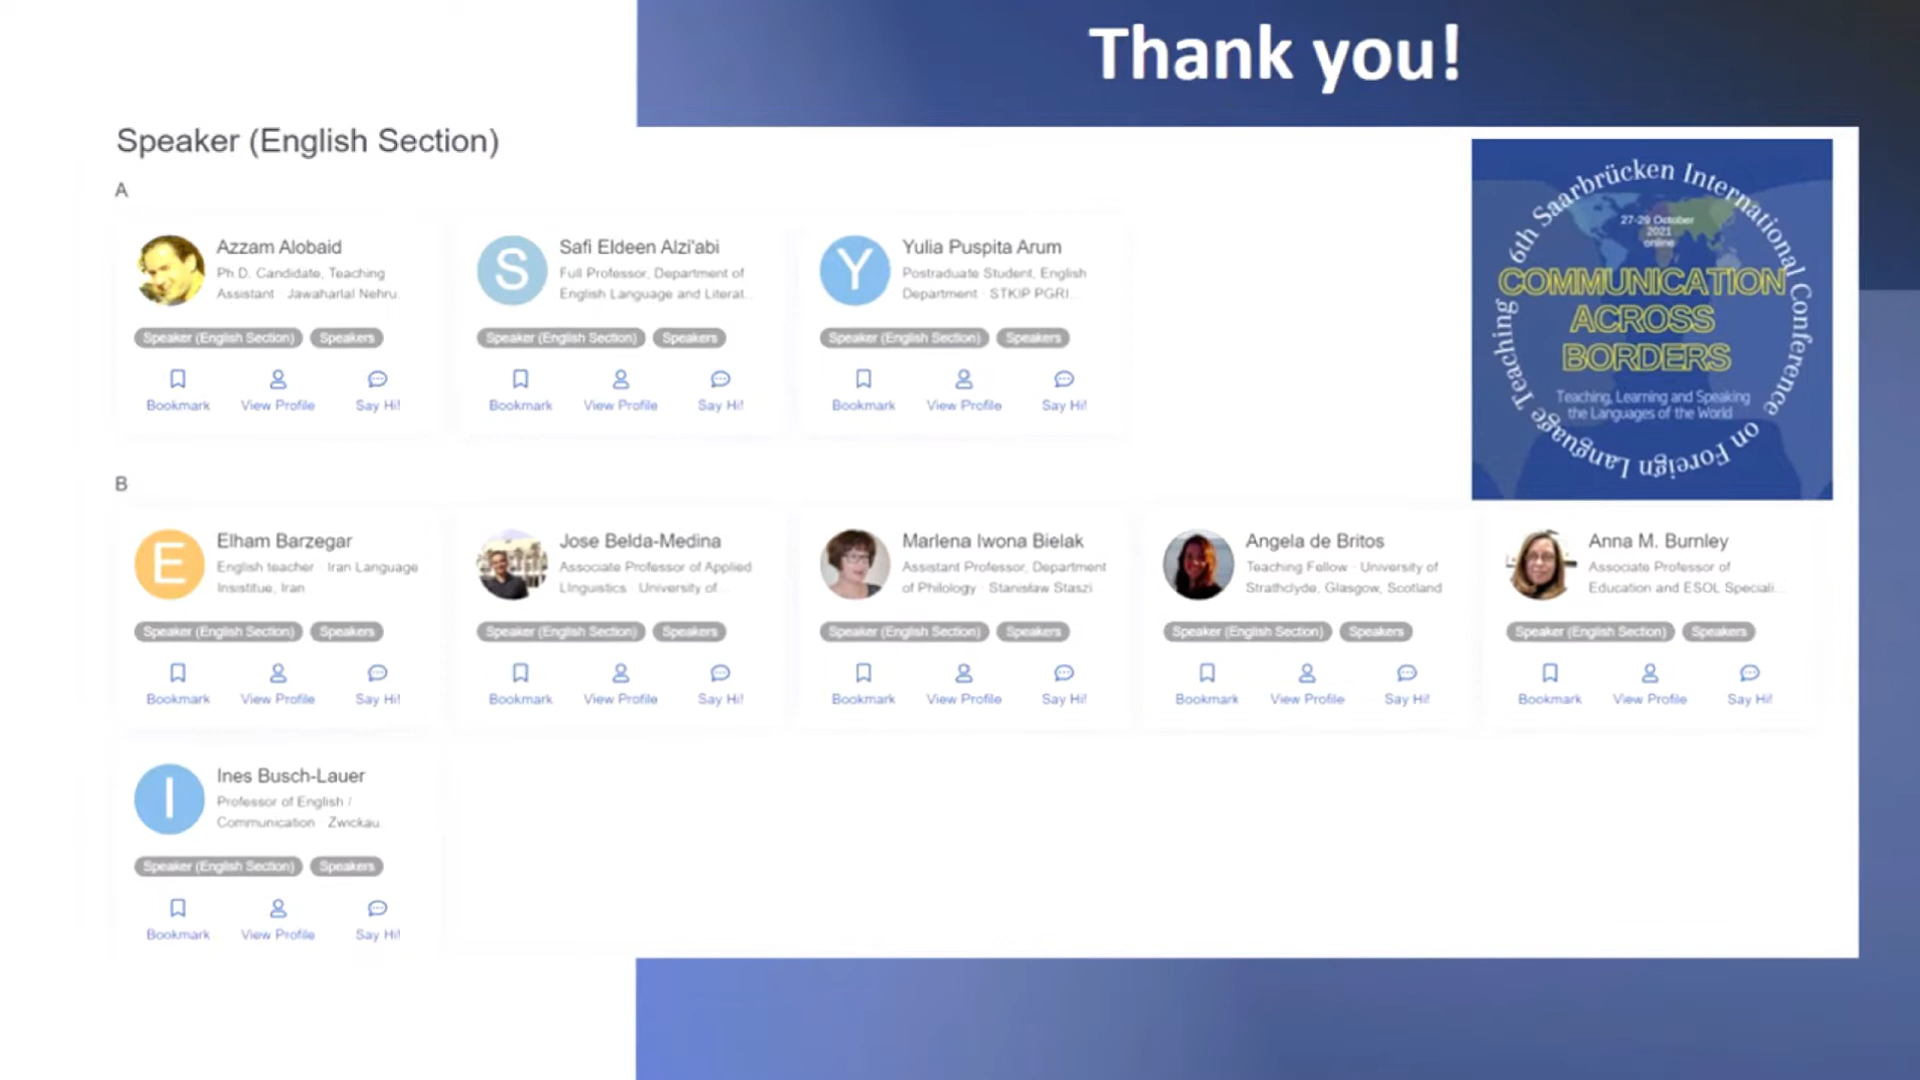 Thank you!
Speaker (English Section)
A
Azzam Alobaid
Ph D. Candidate, Teaching
Assistant · Jawaharlal Nehru
Speaker (English Section) Speakers
Bookmark View Profile Say Hi!
S
Safi Eldeen Alzi'abi
Full Professor, Department of
English Language and Literat...
Speaker (English Section) Speakers
Bookmark View Profile Say Hi!
Y
Yulia Puspita Arum
Postraduate Student, English
Department · STKIP PGRI...
Speaker (English Section) Speakers
Bookmark View Profile Say Hi!
6th Saarbrücken International Conference on Foreign Language Teaching
27-29 October
2021
online
COMMUNICATION
ACROSS
BORDERS
Teaching, Learning and Speaking
the Languages of the World
B
E
Elham Barzegar
English teacher · Iran Language
Insistitue, Iran
Speaker (English Section) Speakers
Bookmark View Profile Say Hi!
Jose Belda-Medina
Associate Professor of Applied
Linguistics · University of...
Speaker (English Section) Speakers
Bookmark View Profile Say Hi!
Marlena Iwona Bielak
Assistant Professor, Department
of Philology · Stanisław Staszi
Speaker (English Section) Speakers
Bookmark View Profile Say Hi!
Angela de Britos
Teaching Fellow · University of
Strathclyde, Glasgow, Scotland
Speaker (English Section) Speakers
Bookmark View Profile Say Hi!
Anna M. Burnley
Associate Professor of
Education and ESOL Speciali...
Speaker (English Section) Speakers
Bookmark View Profile Say Hi!
I
Ines Busch-Lauer
Professor of English /
Communication · Zwickau
Speaker (English Section) Speakers
Bookmark View Profile Say Hi!